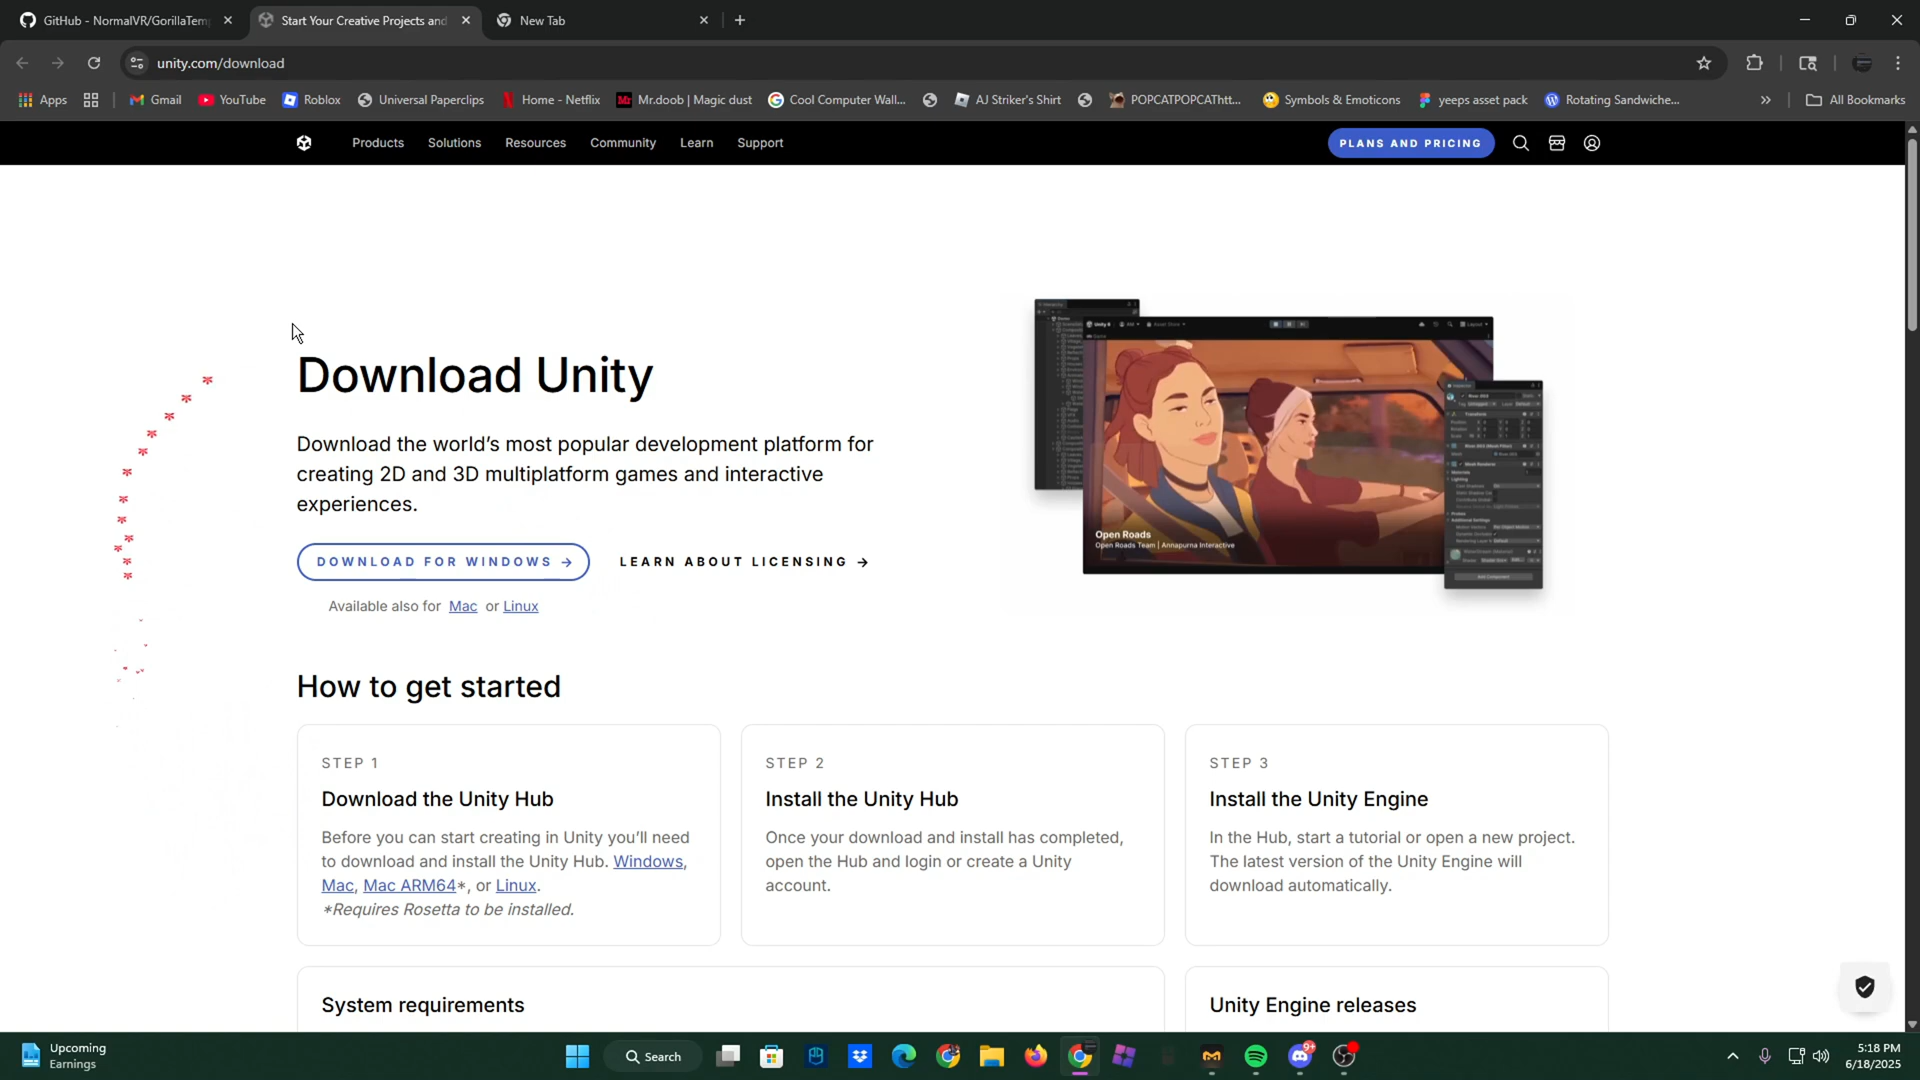 GitHub - NormalVR/GorillaTemp
Start Your Creative Projects and
New Tab
unity.com/download
Apps
Gmail
YouTube
Roblox
Universal Paperclips
Home - Netflix
Mr.doob | Magic dust
Cool Computer Wall...
AJ Striker's Shirt
POPCATPOPCAThtt...
Symbols & Emoticons
yeeps asset pack
Rotating Sandwiche...
All Bookmarks
Products
Solutions
Resources
Community
Learn
Support
PLANS AND PRICING
Download Unity
Download the world's most popular development platform for
creating 2D and 3D multiplatform games and interactive
experiences.
DOWNLOAD FOR WINDOWS →
LEARN ABOUT LICENSING →
Available also for Mac or Linux
Open Roads
Open Roads Team | Annapurna Interactive
How to get started
STEP 1
Download the Unity Hub
Before you can start creating in Unity you'll need
to download and install the Unity Hub. Windows,
Mac, Mac ARM64*, or Linux.
*Requires Rosetta to be installed.
STEP 2
Install the Unity Hub
Once your download and install has completed,
open the Hub and login or create a Unity
account.
STEP 3
Install the Unity Engine
In the Hub, start a tutorial or open a new project.
The latest version of the Unity Engine will
download automatically.
System requirements
Unity Engine releases
Upcoming
Earnings
Search
9+
5:18 PM
6/18/2025